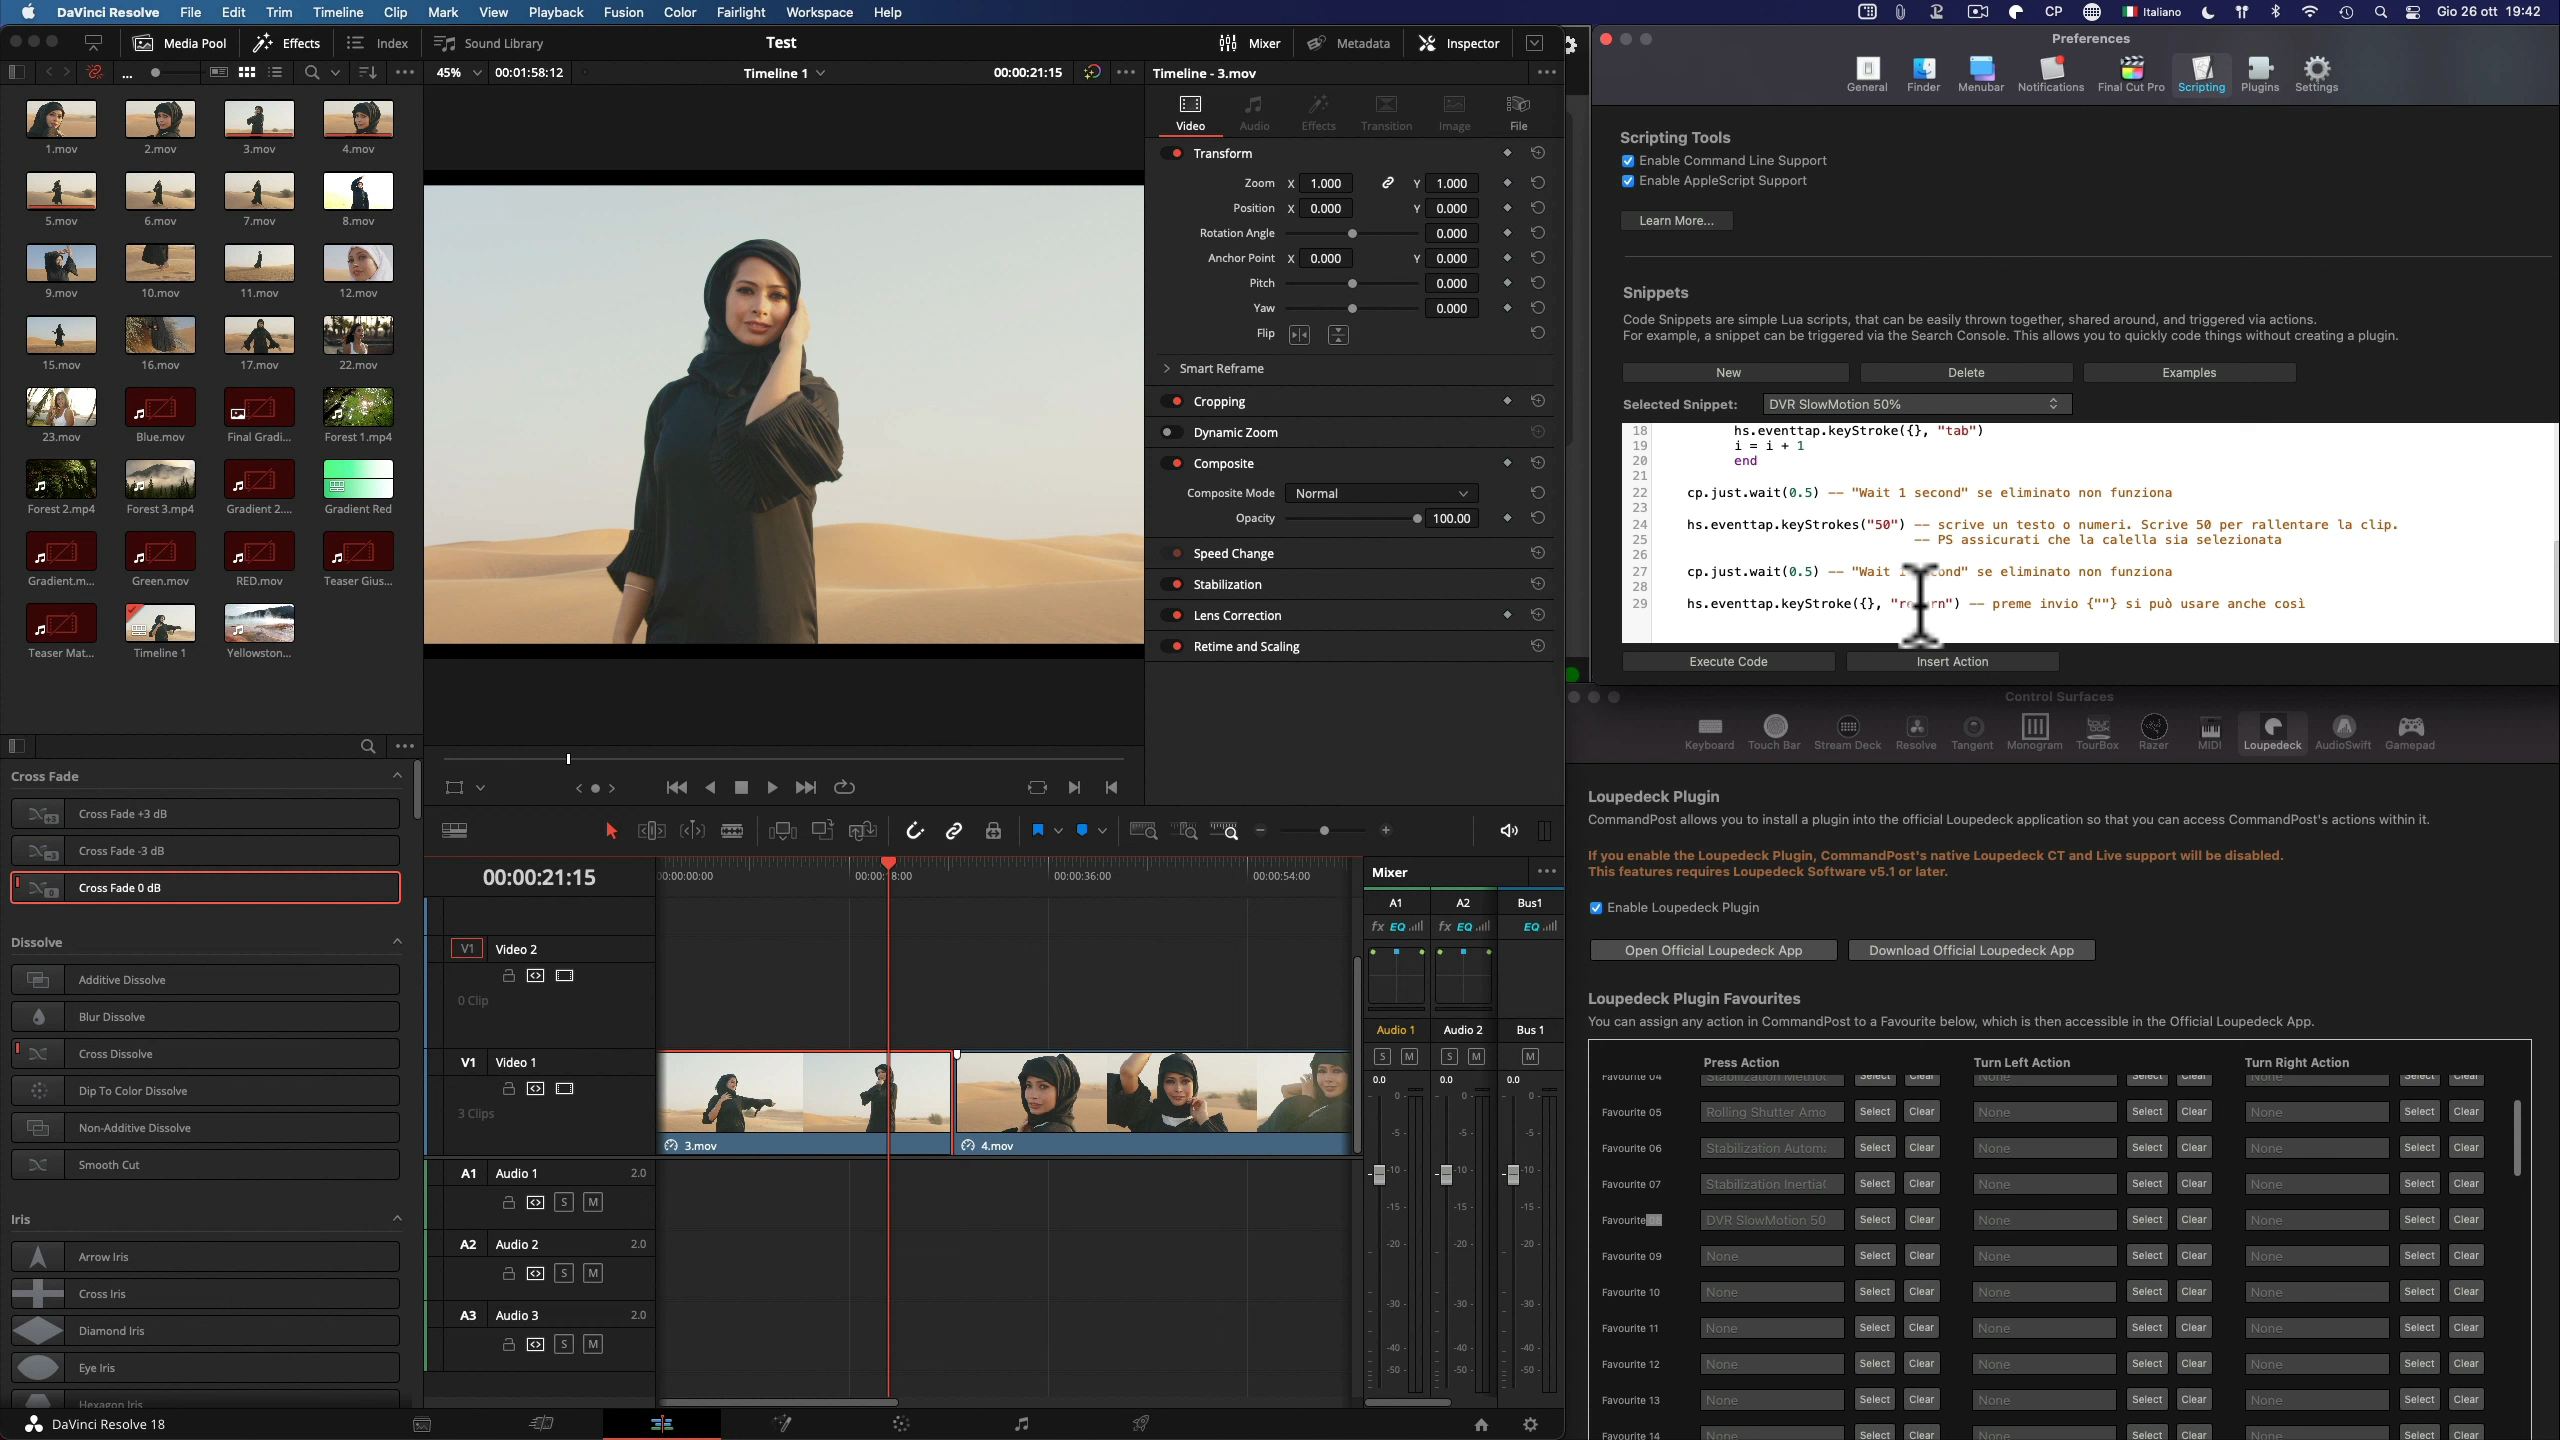 DaVinci Resolve File Edit Trim Timeline Clip Mark View Playback Fusion Color Fairlight Workspace Help
CP Italiano Gio 26 ott 19:42
Media Pool Effects Index Sound Library
Test
Mixer Metadata Inspector
... 45% 00:01:58:12 Timeline 1 00:00:21:15
Timeline - 3.mov
1.mov 2.mov 3.mov 4.mov
5.mov 6.mov 7.mov 8.mov
9.mov 10.mov 11.mov 12.mov
15.mov 16.mov 17.mov 22.mov
23.mov Blue.mov Final Gradi... Forest 1.mp4
Forest 2.mp4 Forest 3.mp4 Gradient 2.... Gradient Red
Gradient.m... Green.mov RED.mov Teaser Gius...
Teaser Mat... Timeline 1 Yellowston...
Video Audio Effects Transition Image File
Transform
Zoom X 1.000 Y 1.000
Position X 0.000 Y 0.000
Rotation Angle 0.000
Anchor Point X 0.000 Y 0.000
Pitch 0.000
Yaw 0.000
Flip
Smart Reframe
Cropping
Dynamic Zoom
Composite
Composite Mode Normal
Opacity 100.00
Speed Change
Stabilization
Lens Correction
Retime and Scaling
Preferences
General Finder Menubar Notifications Final Cut Pro Scripting Plugins Settings
Scripting Tools
Enable Command Line Support
Enable AppleScript Support
Learn More...
Snippets
Code Snippets are simple Lua scripts, that can be easily thrown together, shared around, and triggered via actions.
For example, a snippet can be triggered via the Search Console. This allows you to quickly code things without creating a plugin.
New Delete Examples
Selected Snippet: DVR SlowMotion 50%
18 hs.eventtap.keyStroke({}, "tab")
19 i = i + 1
20 end
21
22 cp.just.wait(0.5) -- "Wait 1 second" se eliminato non funziona
23
24 hs.eventtap.keyStrokes("50") -- scrive un testo o numeri. Scrive 50 per rallentare la clip.
25 -- PS assicurati che la calella sia selezionata
26
27 cp.just.wait(0.5) -- "Wait 1 second" se eliminato non funziona
28
29 hs.eventtap.keyStroke({}, "return") -- preme invio {""} si può usare anche così
Execute Code Insert Action
Control Surfaces
Keyboard Touch Bar Stream Deck Resolve Tangent Monogram TourBox Razer MIDI Loupedeck AudioSwift Gamepad
Loupedeck Plugin
CommandPost allows you to install a plugin into the official Loupedeck application so that you can access CommandPost's actions within it.
If you enable the Loupedeck Plugin, CommandPost's native Loupedeck CT and Live support will be disabled.
This features requires Loupedeck Software v5.1 or later.
Enable Loupedeck Plugin
Open Official Loupedeck App Download Official Loupedeck App
Loupedeck Plugin Favourites
You can assign any action in CommandPost to a Favourite below, which is then accessible in the Official Loupedeck App.
Press Action Turn Left Action Turn Right Action
Favourite 04 Stabilization Method Select Clear None Select Clear None Select Clear
Favourite 05 Rolling Shutter Amo Select Clear None Select Clear None Select Clear
Favourite 06 Stabilization Automa Select Clear None Select Clear None Select Clear
Favourite 07 Stabilization Inertia( Select Clear None Select Clear None Select Clear
Favourite 08 DVR SlowMotion 50 Select Clear None Select Clear None Select Clear
Favourite 09 None Select Clear None Select Clear None Select Clear
Favourite 10 None Select Clear None Select Clear None Select Clear
Favourite 11 None Select Clear None Select Clear None Select Clear
Favourite 12 None Select Clear None Select Clear None Select Clear
Favourite 13 None Select Clear None Select Clear None Select Clear
Favourite 14 None Select Clear None Select Clear None Select Clear
Cross Fade
Cross Fade +3 dB
Cross Fade -3 dB
Cross Fade 0 dB
Dissolve
Additive Dissolve
Blur Dissolve
Cross Dissolve
Dip To Color Dissolve
Non-Additive Dissolve
Smooth Cut
Iris
Arrow Iris
Cross Iris
Diamond Iris
Eye Iris
Hexagon Iris
00:00:21:15
00:00:00:00 00:00:18:00 00:00:36:00 00:00:54:00
V1 Video 2
0 Clip
V1 Video 1
3 Clips
3.mov 4.mov
A1 Audio 1 2.0
S M
A2 Audio 2 2.0
S M
A3 Audio 3 2.0
S M
Mixer
A1 A2 Bus1
fx EQ fx EQ EQ
Audio 1 Audio 2 Bus 1
S M S M M
0.0 0.0 0.0
0- 0- 0-
-5- -5- -5-
-10- -10- -10-
-15- -15- -15-
-20- -20- -20-
-30- -30- -30-
-40- -40- -40-
-50- -50- -50-
DaVinci Resolve 18